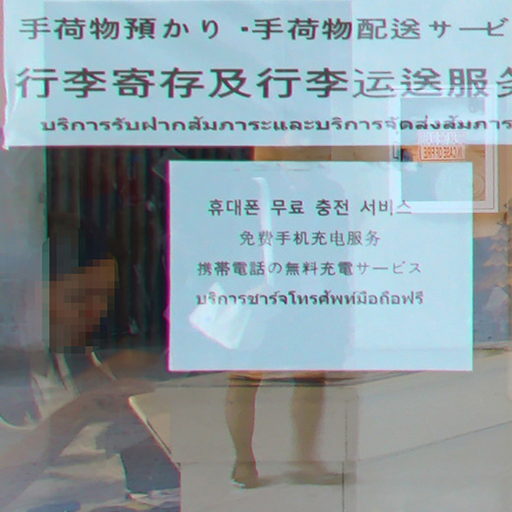 手荷物預かり・手荷物配送サービ
行李寄存及行李运送服务
บริการรับฝากสัมภาระและบริการจัดส่งสัมภาร
휴대폰 무료 충전 서비스
免费手机充电服务
携帯電話の無料充電サービス
บริการชาร์จโทรศัพท์มือถือฟรี